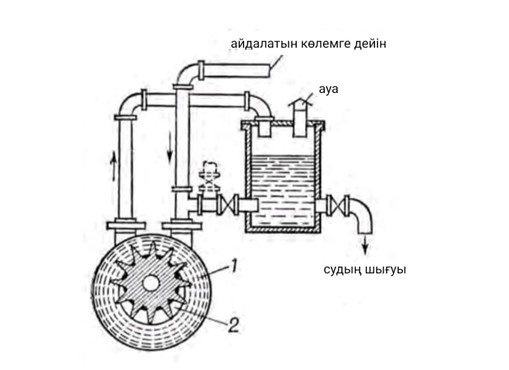 айдалатын көлемге дейін
ауа
1
2
судың шығуы